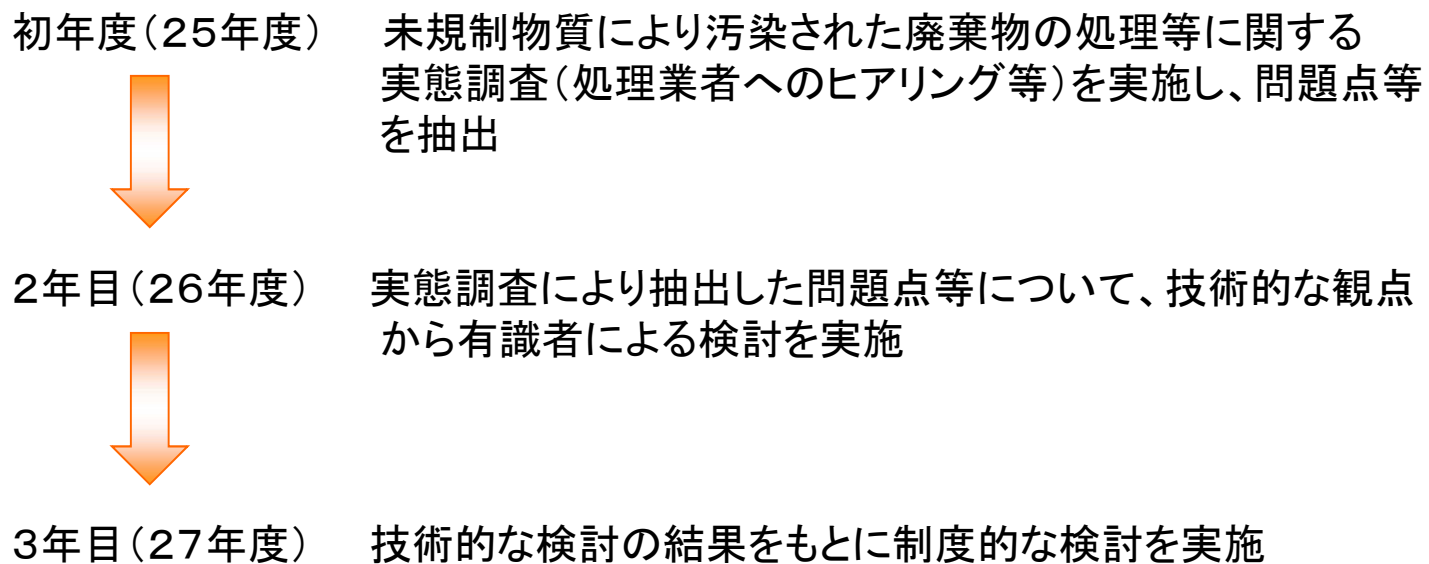 初年度(25年度)　未規制物質により汚染された廃棄物の処理等に関する
実態調査(処理業者へのヒアリング等)を実施し、問題点等
を抽出
2年目(26年度)　実態調査により抽出した問題点等について、技術的な観点
から有識者による検討を実施
3年目(27年度)　技術的な検討の結果をもとに制度的な検討を実施